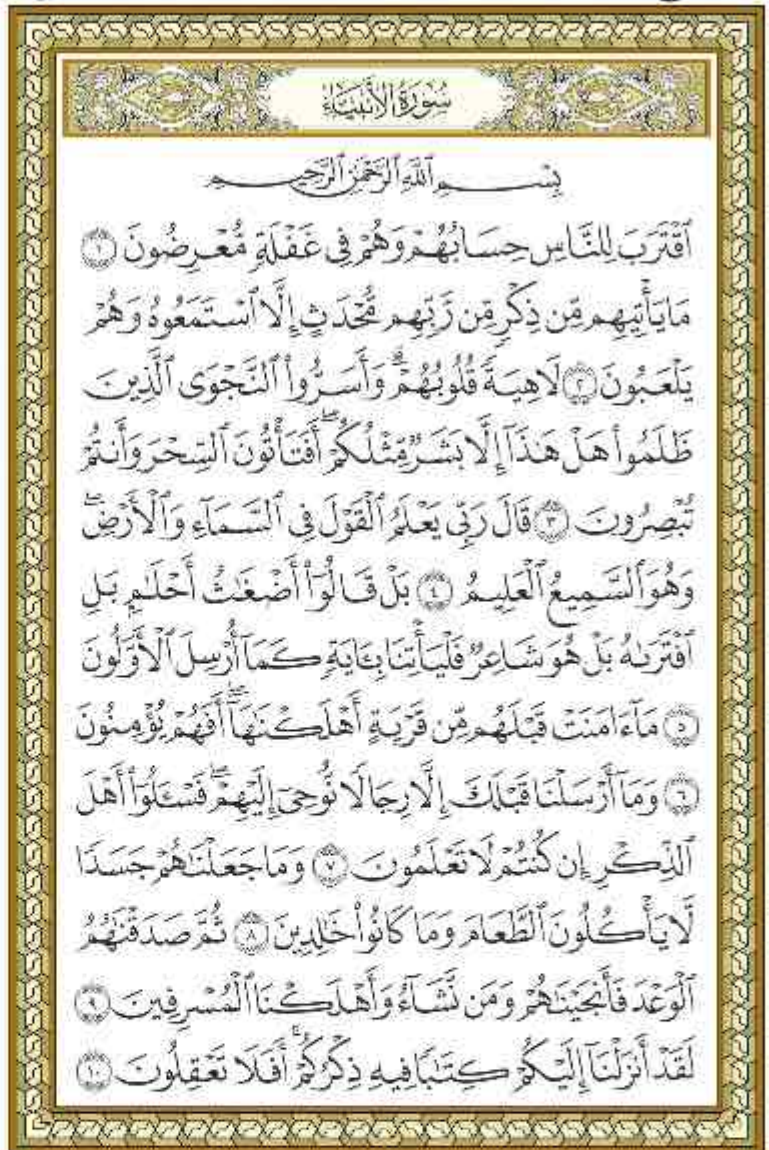 سُورَةُ الأَنبِيَاءِ
بِسْمِ ٱللَّهِ ٱلرَّحْمَٰنِ ٱلرَّحِيمِ
ٱقْتَرَبَ لِلنَّاسِ حِسَابُهُمْ وَهُمْ فِى غَفْلَةٍ مُّعْرِضُونَ ١
مَا يَأْتِيهِم مِّن ذِكْرٍ مِّن رَّبِّهِم مُّحْدَثٍ إِلَّا ٱسْتَمَعُوهُ وَهُمْ
يَلْعَبُونَ ٢ لَاهِيَةً قُلُوبُهُمْ ۗ وَأَسَرُّوا۟ ٱلنَّجْوَى ٱلَّذِينَ
ظَلَمُوا۟ هَلْ هَٰذَآ إِلَّا بَشَرٌ مِّثْلُكُمْ ۖ أَفَتَأْتُونَ ٱلسِّحْرَ وَأَنتُمْ
تُبْصِرُونَ ٣ قَالَ رَبِّى يَعْلَمُ ٱلْقَوْلَ فِى ٱلسَّمَآءِ وَٱلْأَرْضِ ۖ
وَهُوَ ٱلسَّمِيعُ ٱلْعَلِيمُ ٤ بَلْ قَالُوٓا۟ أَضْغَٰثُ أَحْلَٰمٍ بَلِ
ٱفْتَرَىٰهُ بَلْ هُوَ شَاعِرٌ فَلْيَأْتِنَا بِـَٔايَةٍ كَمَآ أُرْسِلَ ٱلْأَوَّلُونَ
٥ مَآ ءَامَنَتْ قَبْلَهُم مِّن قَرْيَةٍ أَهْلَكْنَٰهَآ ۖ أَفَهُمْ يُؤْمِنُونَ
٦ وَمَآ أَرْسَلْنَا قَبْلَكَ إِلَّا رِجَالًا نُّوحِىٓ إِلَيْهِمْ ۖ فَسْـَٔلُوٓا۟ أَهْلَ
ٱلذِّكْرِ إِن كُنتُمْ لَا تَعْلَمُونَ ٧ وَمَا جَعَلْنَٰهُمْ جَسَدًا
لَّا يَأْكُلُونَ ٱلطَّعَامَ وَمَا كَانُوا۟ خَٰلِدِينَ ٨ ثُمَّ صَدَقْنَٰهُمُ
ٱلْوَعْدَ فَأَنجَيْنَٰهُمْ وَمَن نَّشَآءُ وَأَهْلَكْنَا ٱلْمُسْرِفِينَ ٩
لَقَدْ أَنزَلْنَآ إِلَيْكُمْ كِتَٰبًا فِيهِ ذِكْرُكُمْ ۖ أَفَلَا تَعْقِلُونَ ١٠